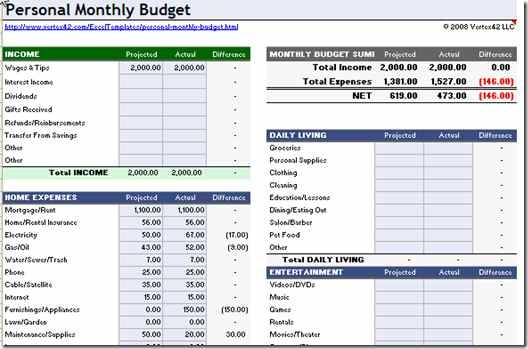 Personal Monthly Budget
http://www.vertex42.com/ExcelTemplates/personal-monthly-budget.html
© 2008 Vertex42 LLC
INCOME Projected Actual Difference
Wages & Tips 2,000.00 2,000.00 -
Interest Income -
Dividends -
Gifts Received -
Refunds/Reimbursements -
Transfer From Savings -
Other -
Other -
Total INCOME 2,000.00 2,000.00 -
HOME EXPENSES Projected Actual Difference
Mortgage/Rent 1,100.00 1,100.00 -
Home/Rental Insurance 56.00 56.00 -
Electricity 50.00 67.00 (17.00)
Gas/Oil 43.00 52.00 (9.00)
Water/Sewer/Trash 7.00 7.00 -
Phone 25.00 25.00 -
Cable/Satellite 35.00 35.00 -
Internet 15.00 15.00 -
Furnishings/Appliances 0.00 150.00 (150.00)
Lawn/Garden 0.00 0.00 -
Maintenance/Supplies 50.00 20.00 30.00
MONTHLY BUDGET SUMM Projected Actual Difference
Total Income 2,000.00 2,000.00 0.00
Total Expenses 1,381.00 1,527.00 (146.00)
NET 619.00 473.00 (146.00)
DAILY LIVING Projected Actual Difference
Groceries -
Personal Supplies -
Clothing -
Cleaning -
Education/Lessons -
Dining/Eating Out -
Salon/Barber -
Pet Food -
Other -
Total DAILY LIVING - - -
ENTERTAINMENT Projected Actual Difference
Videos/DVDs -
Music -
Games -
Rentals -
Movies/Theater -